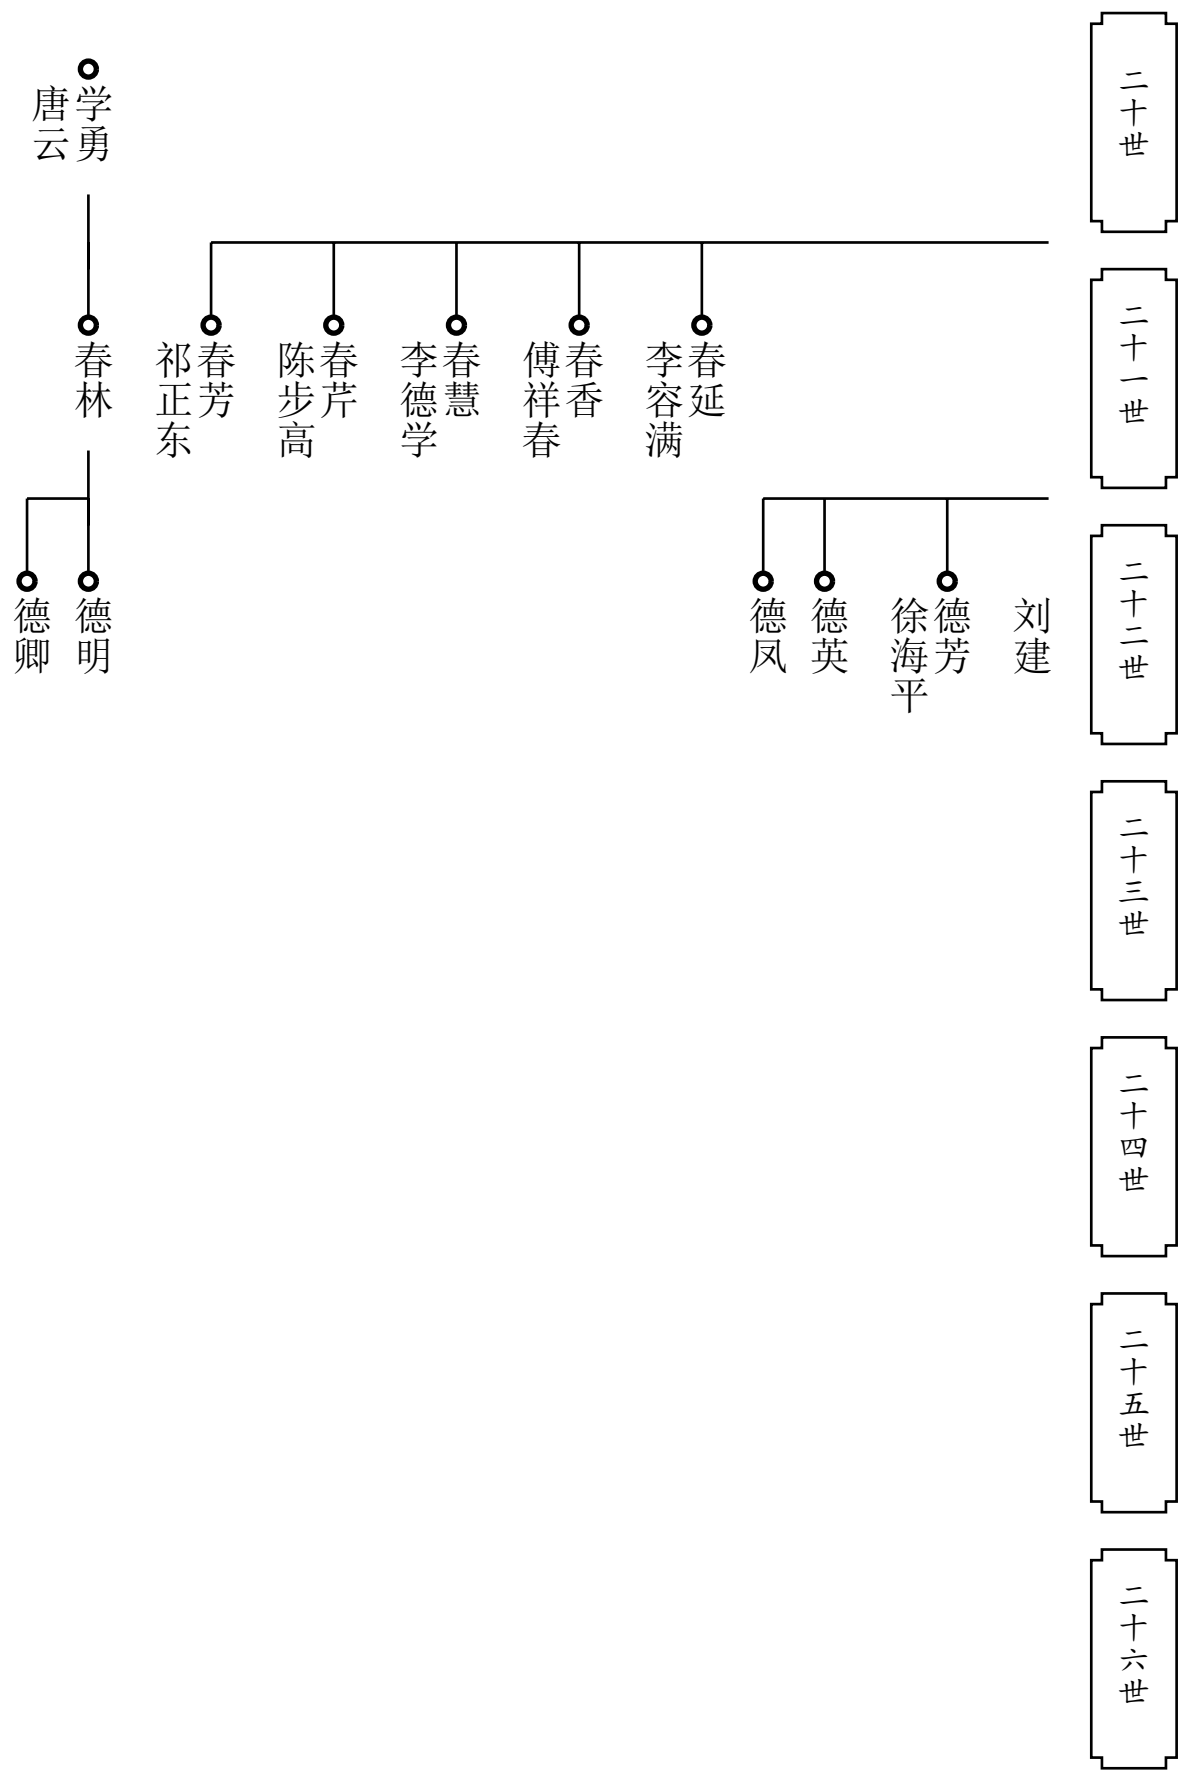 二十世
学勇
唐云
二十一世
春延
李容满
春香
傅祥春
春慧
李德学
春芹
陈步高
春芳
祁正东
春林
二十二世
刘建
德芳
徐海平
德英
德凤
德明
德卿
二十三世
二十四世
二十五世
二十六世